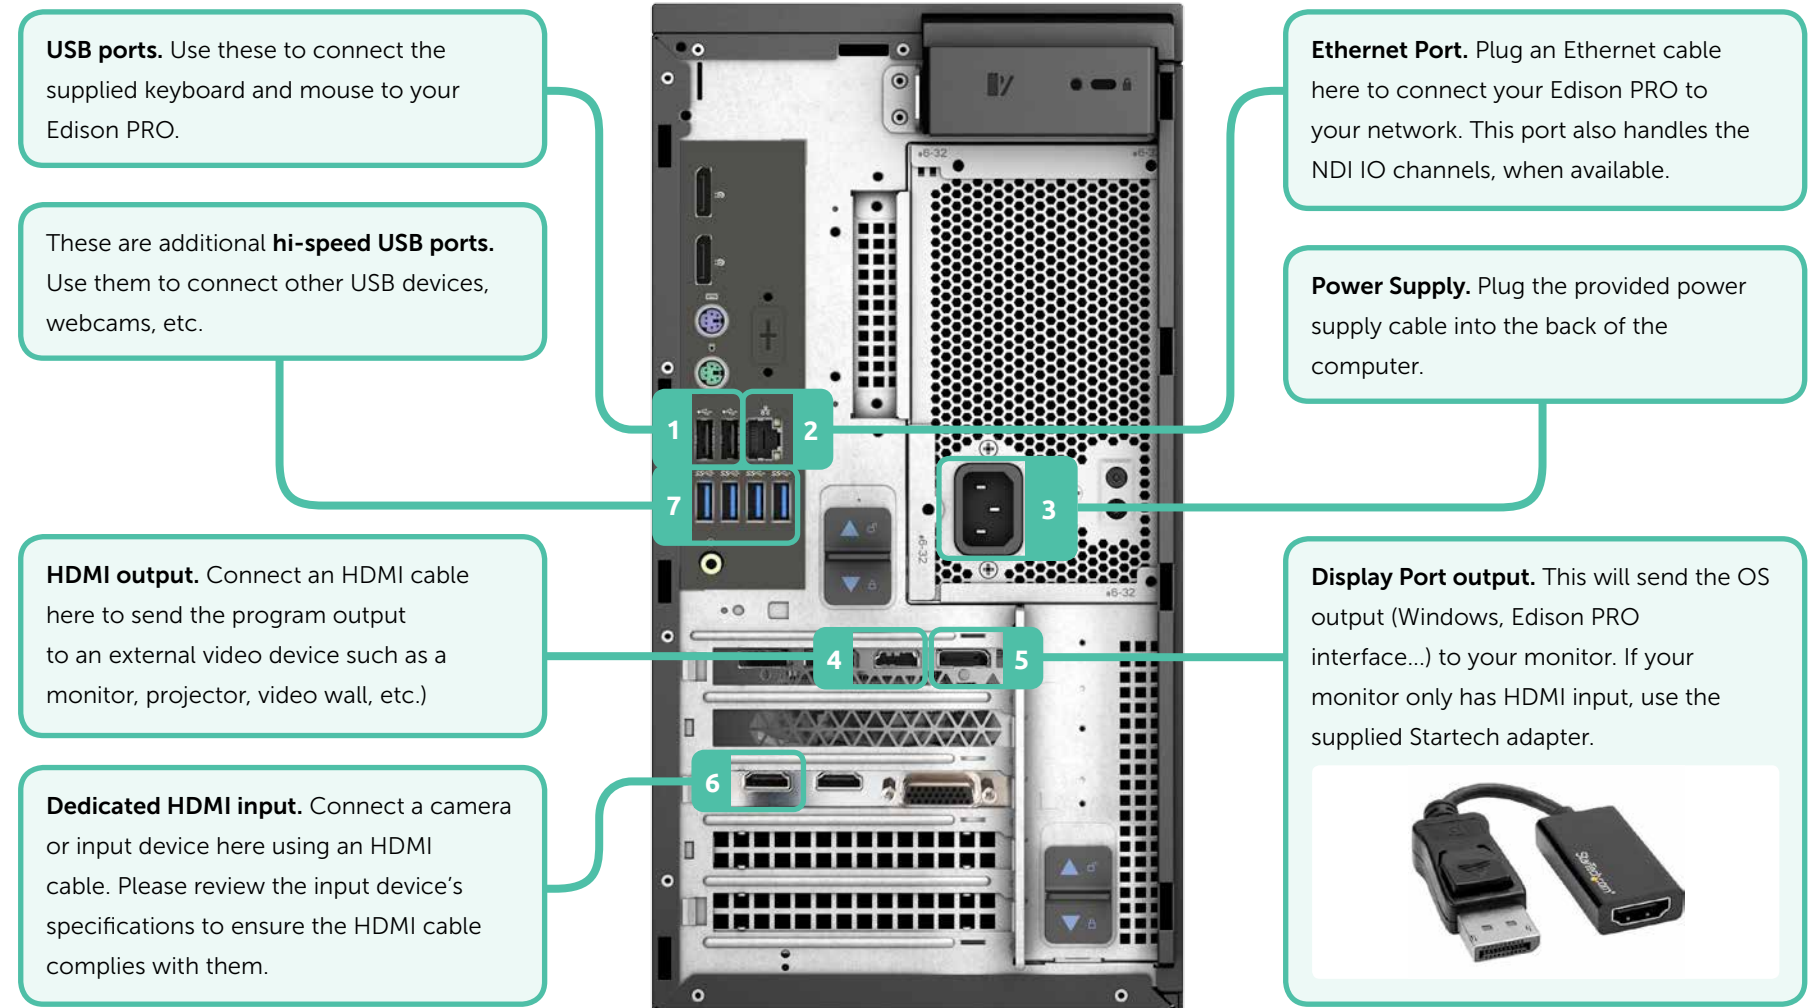 USB ports. Use these to connect the
supplied keyboard and mouse to your
Edison PRO.
These are additional hi-speed USB ports.
Use them to connect other USB devices,
webcams, etc.
HDMI output. Connect an HDMI cable
here to send the program output
to an external video device such as a
monitor, projector, video wall, etc.)
Dedicated HDMI input. Connect a camera
or input device here using an HDMI
cable. Please review the input device's
specifications to ensure the HDMI cable
complies with them.
6-32
1
2
7
3
6-32
6-32
4
5
6
Ethernet Port. Plug an Ethernet cable
here to connect your Edison PRO to
your network. This port also handles the
NDI IO channels, when available.
Power Supply. Plug the provided power
supply cable into the back of the
computer.
Display Port output. This will send the OS
output (Windows, Edison PRO
interface...) to your monitor. If your
monitor only has HDMI input, use the
supplied Startech adapter.
StarTech.com